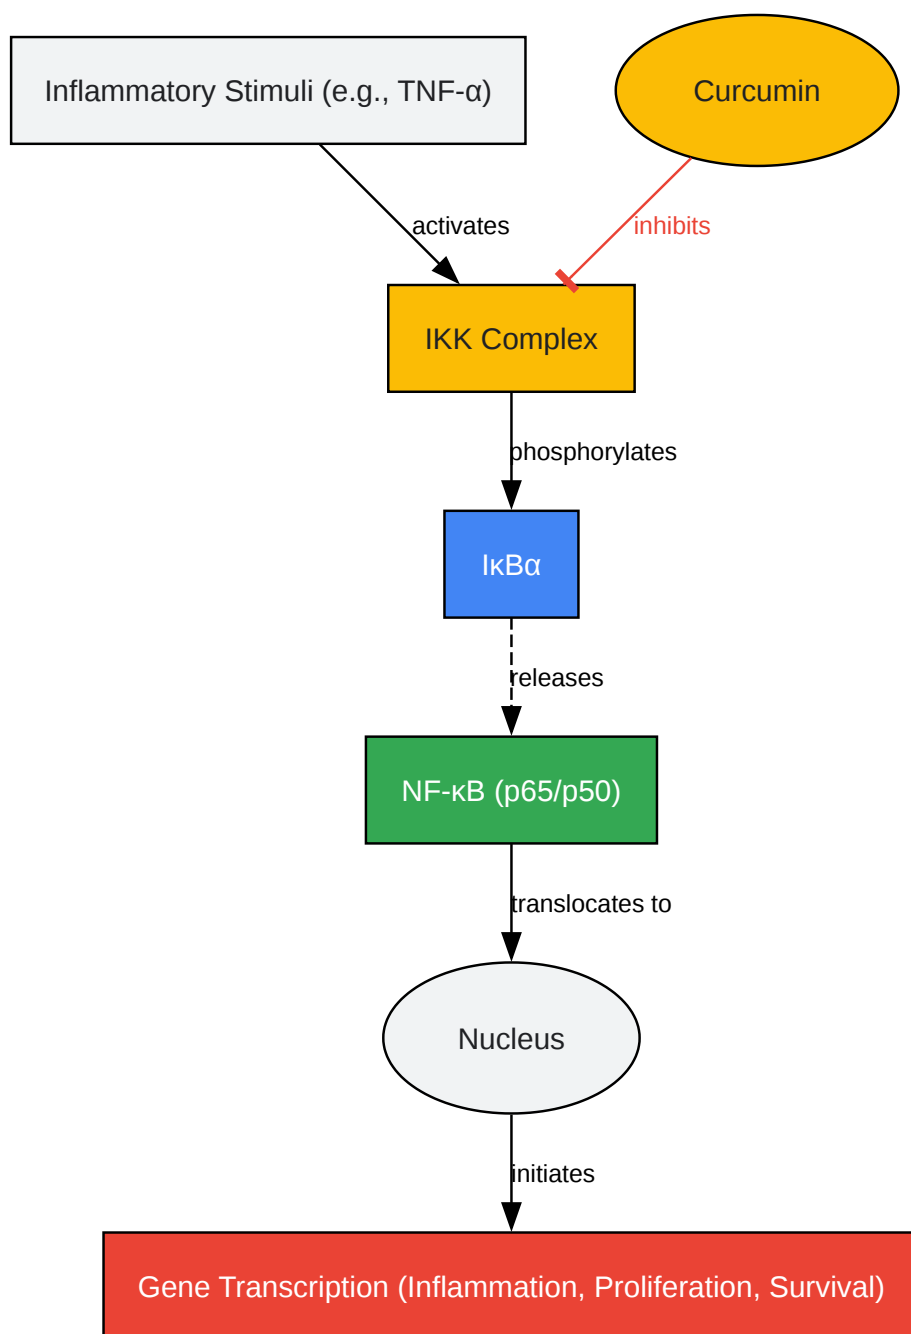 Inflammatory Stimuli (e.g., TNF-α)
Curcumin
activates
inhibits
IKK Complex
phosphorylates
IκBα
releases
NF-κB (p65/p50)
translocates to
Nucleus
initiates
Gene Transcription (Inflammation, Proliferation, Survival)